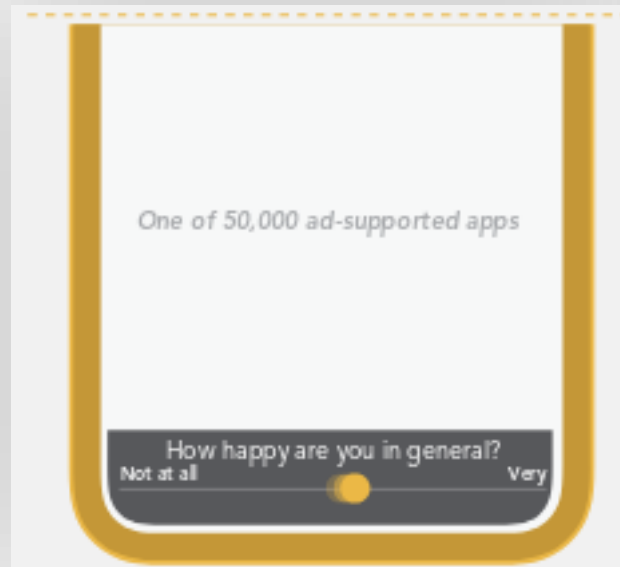 One of 50,000 ad-supported apps
How happy are you in general?
Not at all
Very